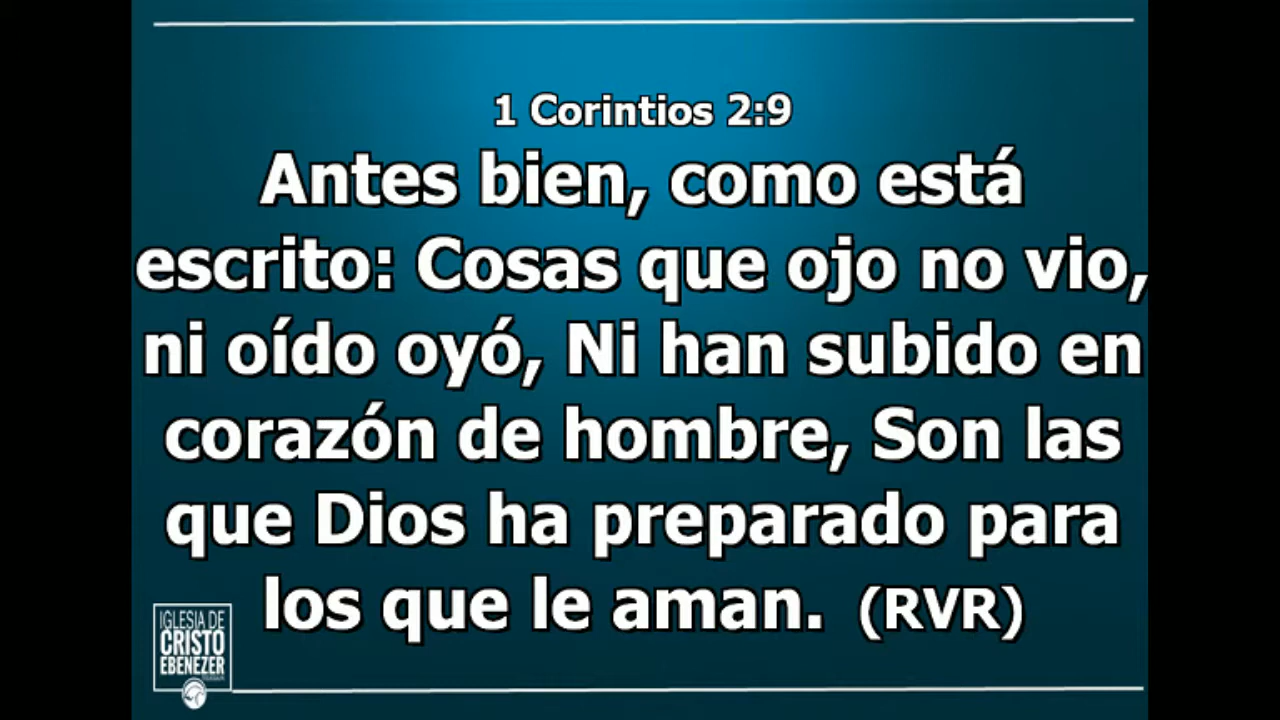 1 Corintios 2:9
Antes bien, como está
escrito: Cosas que ojo no vio,
ni oído oyó, Ni han subido en
corazón de hombre, Son las
que Dios ha preparado para
los que le aman. (RVR)
IGLESIA DE
CRISTO
EBENEZER